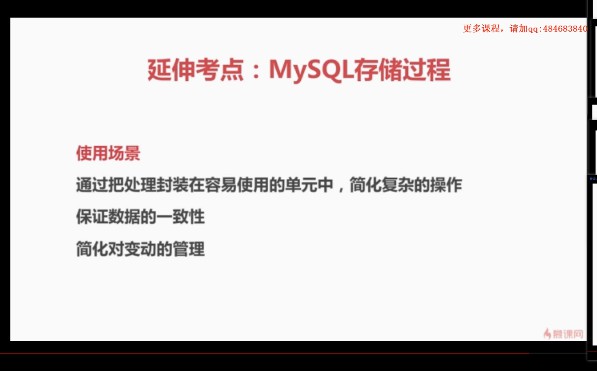 更多课程，请加qq:484683840
延伸考点：MySQL存储过程
使用场景
通过把处理封装在容易使用的单元中，简化复杂的操作
保证数据的一致性
简化对变动的管理
慕课网